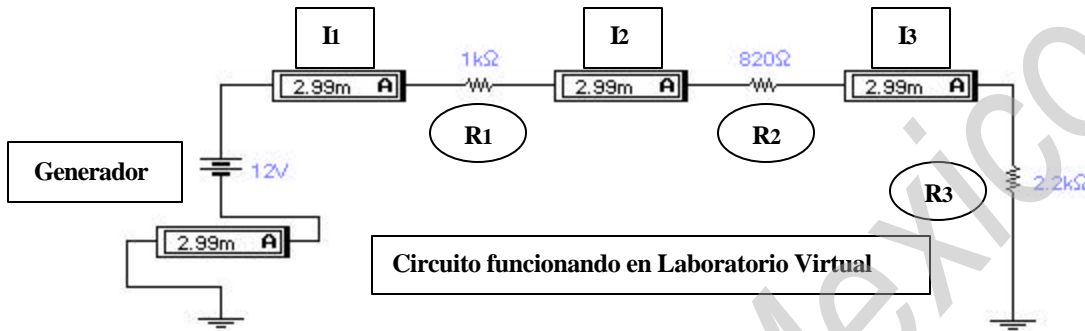 I1
I2
I3
2.99m A
1kΩ
2.99m A
820Ω
2.99m A
R1
R2
Generador
12V
R3
2.2kΩ
2.99m A
Circuito funcionando en Laboratorio Virtual
Mexico